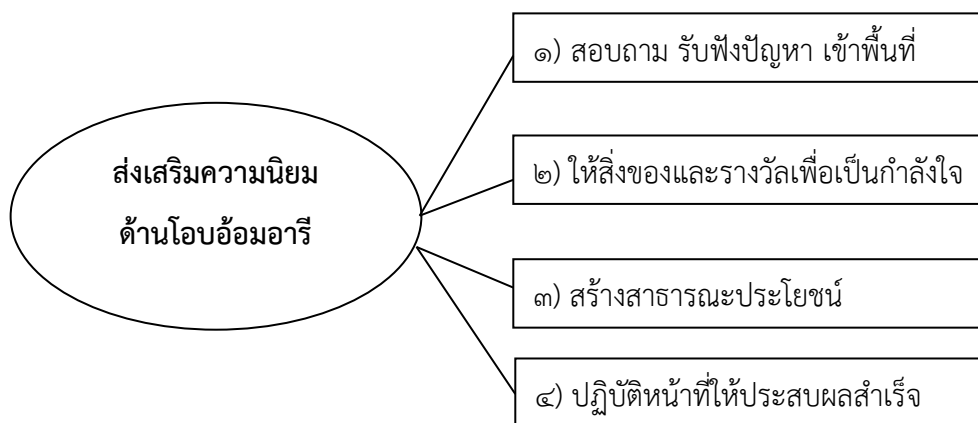 ส่งเสริมความนิยม
ด้านโอบอ้อมอารี
๑) สอบถาม รับฟังปัญหา เข้าพื้นที่
๒) ให้สิ่งของและรางวัลเพื่อเป็นกำลังใจ
๓) สร้างสาธารณะประโยชน์
๔) ปฏิบัติหน้าที่ให้ประสบผลสำเร็จ